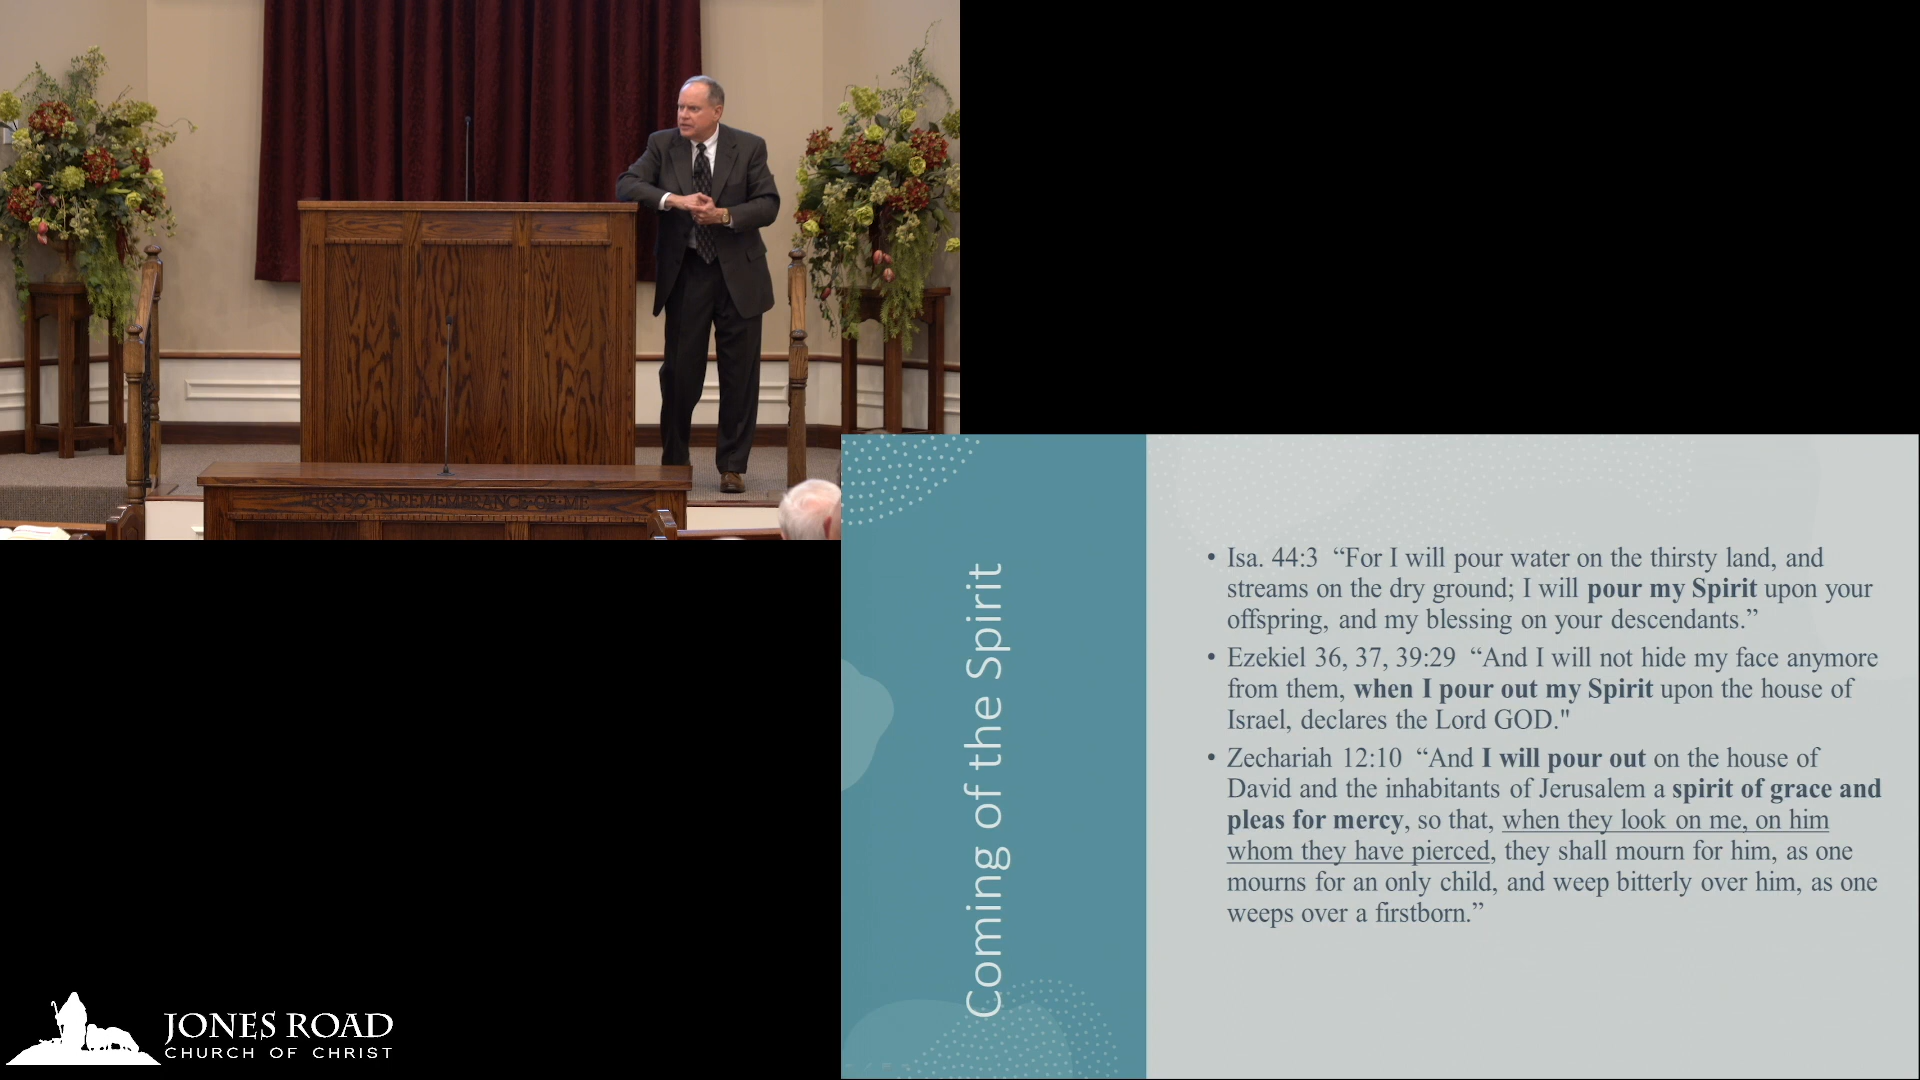 THIS·DO·IN·REMEMBRANCE·OF·ME
Coming of the Spirit
• Isa. 44:3  “For I will pour water on the thirsty land, and
streams on the dry ground; I will pour my Spirit upon your
offspring, and my blessing on your descendants.”
• Ezekiel 36, 37, 39:29  “And I will not hide my face anymore
from them, when I pour out my Spirit upon the house of
Israel, declares the Lord GOD."
• Zechariah 12:10  “And I will pour out on the house of
David and the inhabitants of Jerusalem a spirit of grace and
pleas for mercy, so that, when they look on me, on him
whom they have pierced, they shall mourn for him, as one
mourns for an only child, and weep bitterly over him, as one
weeps over a firstborn.”
JONES ROAD
CHURCH OF CHRIST